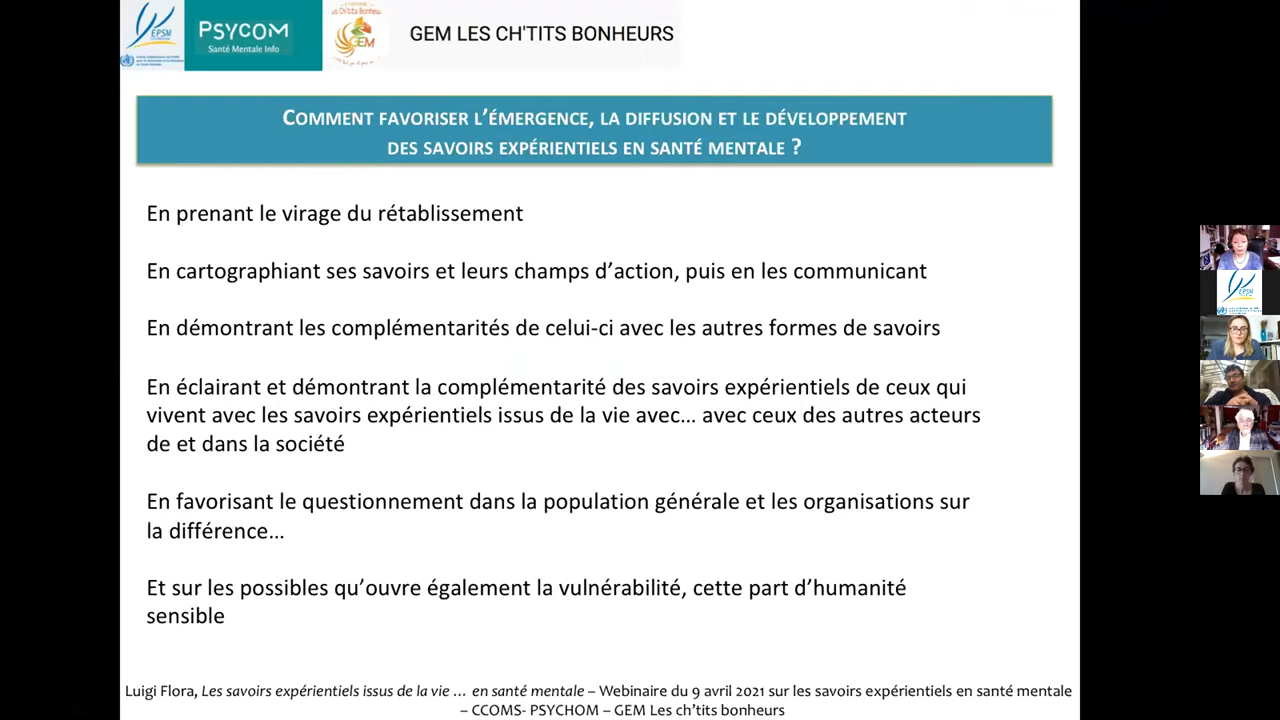 EPSM
PSYCOM
Santé Mentale Info
GEM
GEM LES CH'TITS BONHEURS
COMMENT FAVORISER L'ÉMERGENCE, LA DIFFUSION ET LE DÉVELOPPEMENT
DES SAVOIRS EXPÉRIENTIELS EN SANTÉ MENTALE ?
En prenant le virage du rétablissement
En cartographiant ses savoirs et leurs champs d'action, puis en les communicant
En démontrant les complémentarités de celui-ci avec les autres formes de savoirs
En éclairant et démontrant la complémentarité des savoirs expérientiels de ceux qui
vivent avec les savoirs expérientiels issus de la vie avec... avec ceux des autres acteurs
de et dans la société
En favorisant le questionnement dans la population générale et les organisations sur
la différence...
Et sur les possibles qu'ouvre également la vulnérabilité, cette part d'humanité
sensible
Luigi Flora, Les savoirs expérientiels issus de la vie ... en santé mentale – Webinaire du 9 avril 2021 sur les savoirs expérientiels en santé mentale
– CCOMS- PSYCHOM – GEM Les ch'tits bonheurs
EPSM